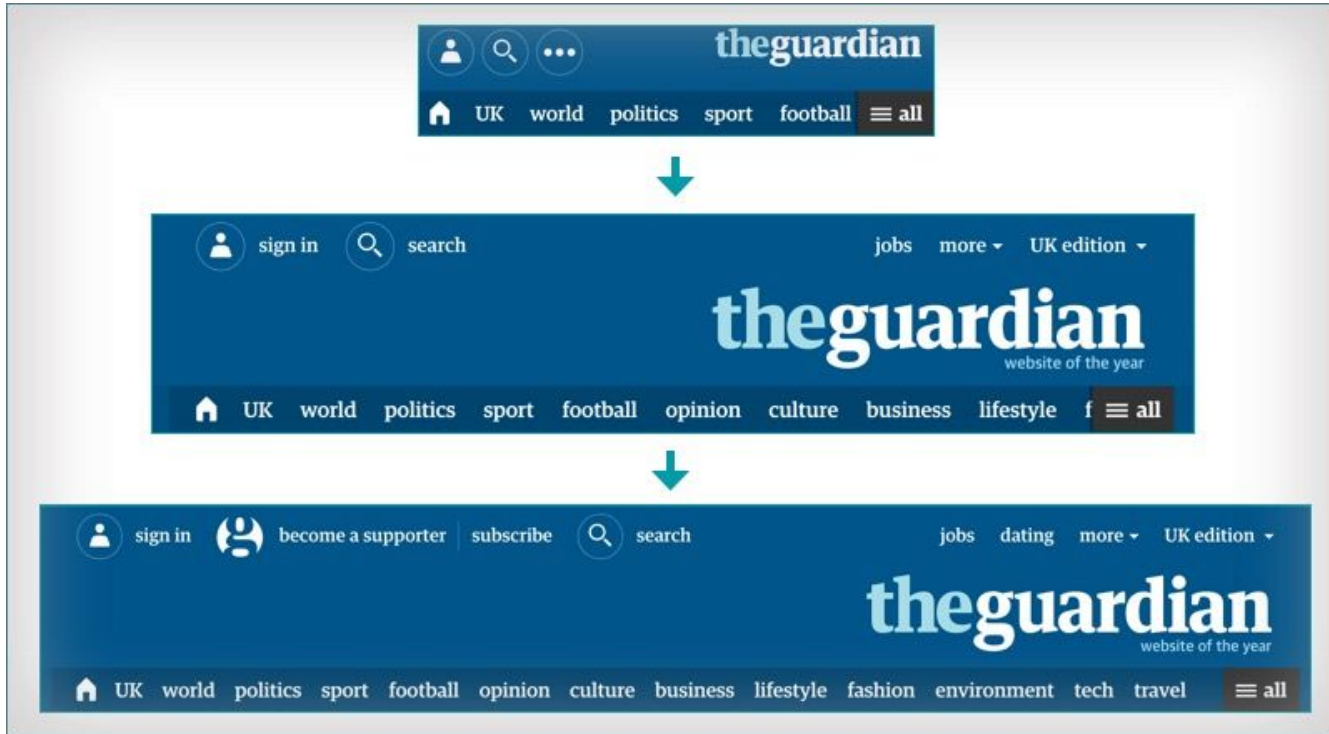 theguardian
UK world politics sport football all
sign in search jobs more UK edition
theguardian
website of the year
UK world politics sport football opinion culture business lifestyle f all
sign in become a supporter subscribe search jobs dating more UK edition
theguardian
website of the year
UK world politics sport football opinion culture business lifestyle fashion environment tech travel all